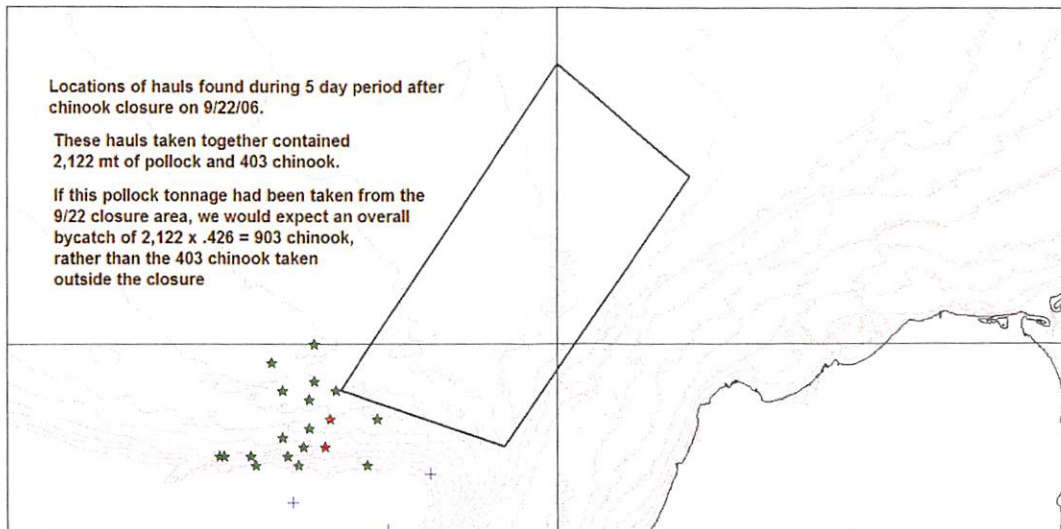 Locations of hauls found during 5 day period after
chinook closure on 9/22/06.
These hauls taken together contained
2,122 mt of pollock and 403 chinook.
If this pollock tonnage had been taken from the
9/22 closure area, we would expect an overall
bycatch of 2,122 x .426 = 903 chinook,
rather than the 403 chinook taken
outside the closure